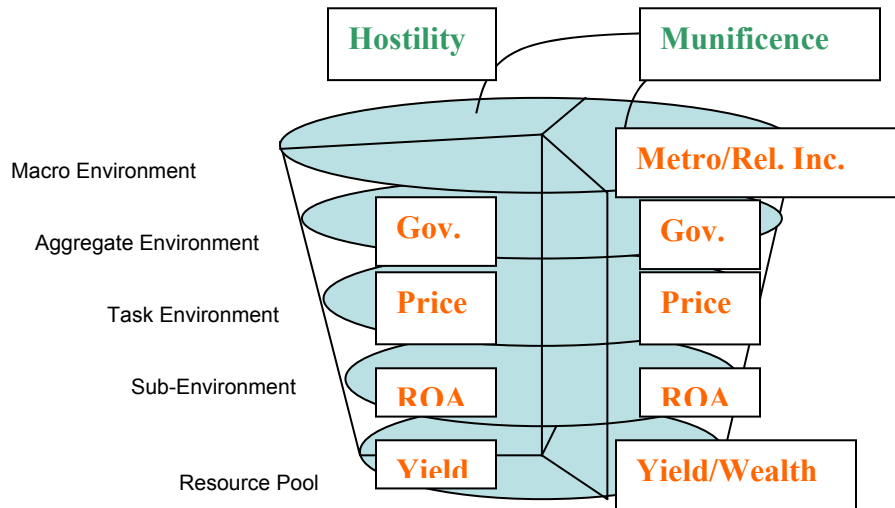 Hostility
Munificence
Macro Environment
Metro/Rel. Inc.
Aggregate Environment
Gov.
Gov.
Task Environment
Price
Price
Sub-Environment
ROA
ROA
Resource Pool
Yield
Yield/Wealth